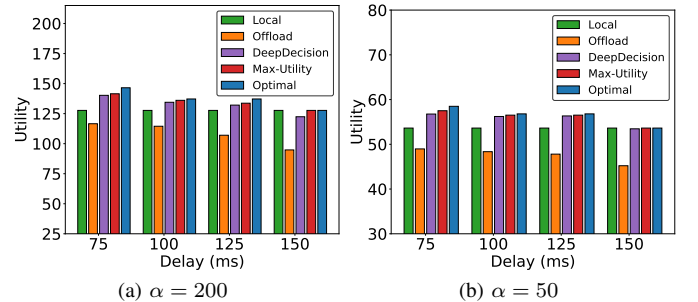 200
175
150
125
100
75
50
25
Utility
Local
Offload
DeepDecision
Max-Utility
Optimal
75 100 125 150
Delay (ms)
(a) α = 200
80
70
60
50
40
30
Utility
Local
Offload
DeepDecision
Max-Utility
Optimal
75 100 125 150
Delay (ms)
(b) α = 50